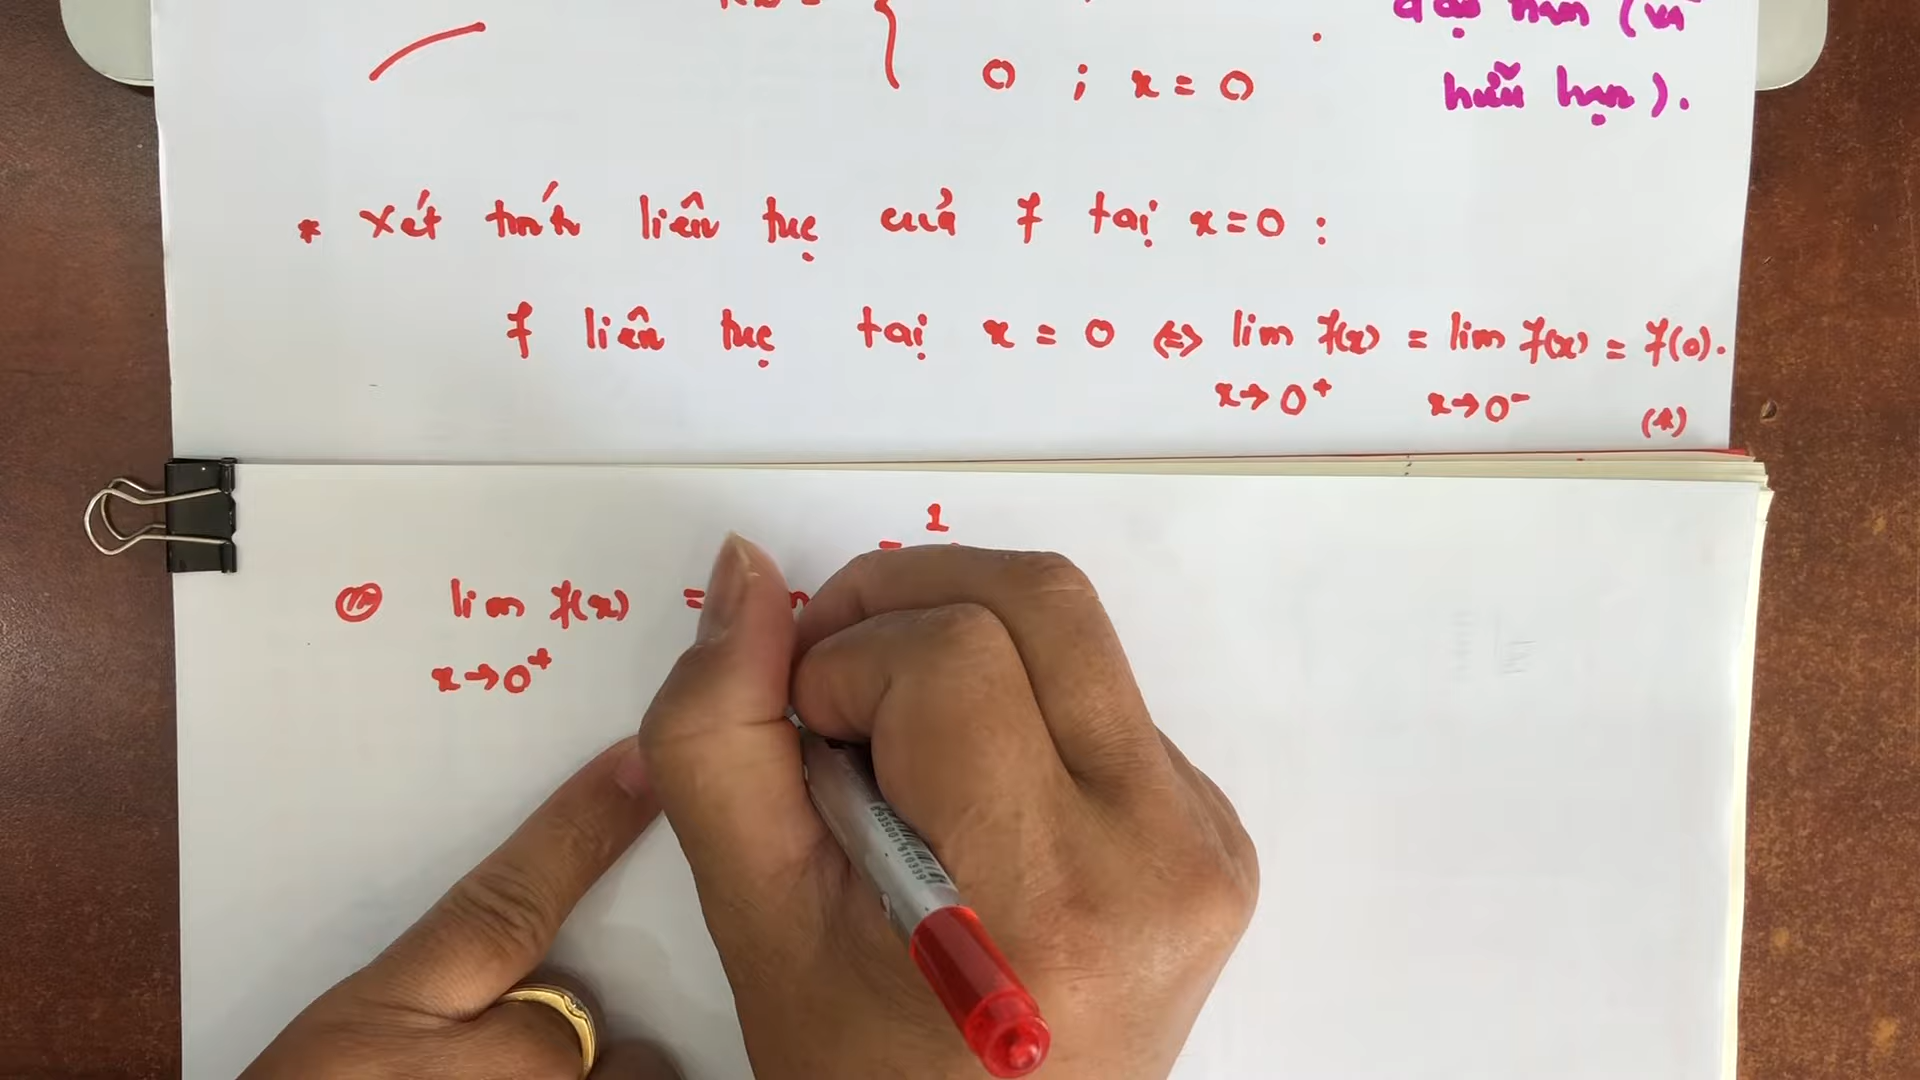 0 ; x = 0
hữu hạn).
* Xét tính liên tục của f tại x=0 :
f liên tục tại x = 0 ⇔ lim f(x) = lim f(x) = f(0).
x→0⁺ x→0⁻ (*)
- 1
lim f(x) =
x→0⁺